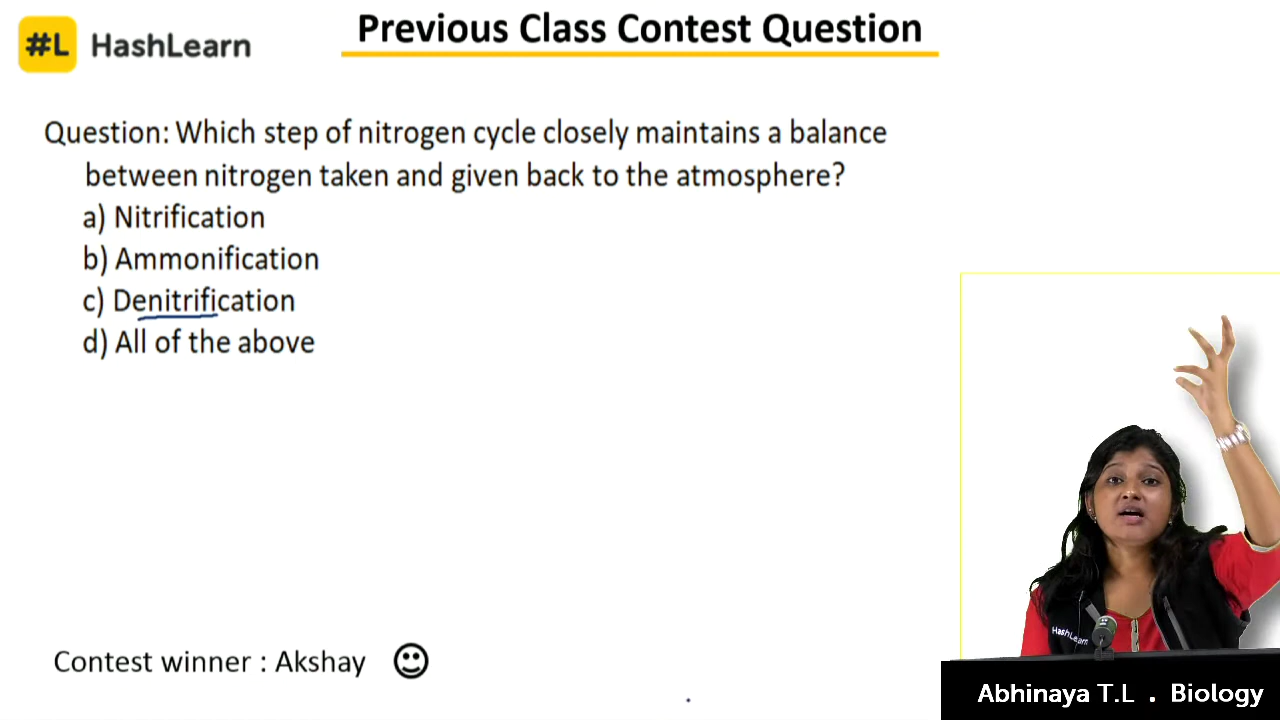 #L HashLearn
Previous Class Contest Question
Question: Which step of nitrogen cycle closely maintains a balance
between nitrogen taken and given back to the atmosphere?
a) Nitrification
b) Ammonification
c) Denitrification
d) All of the above
HashLearn
Contest winner : Akshay
Abhinaya T.L . Biology